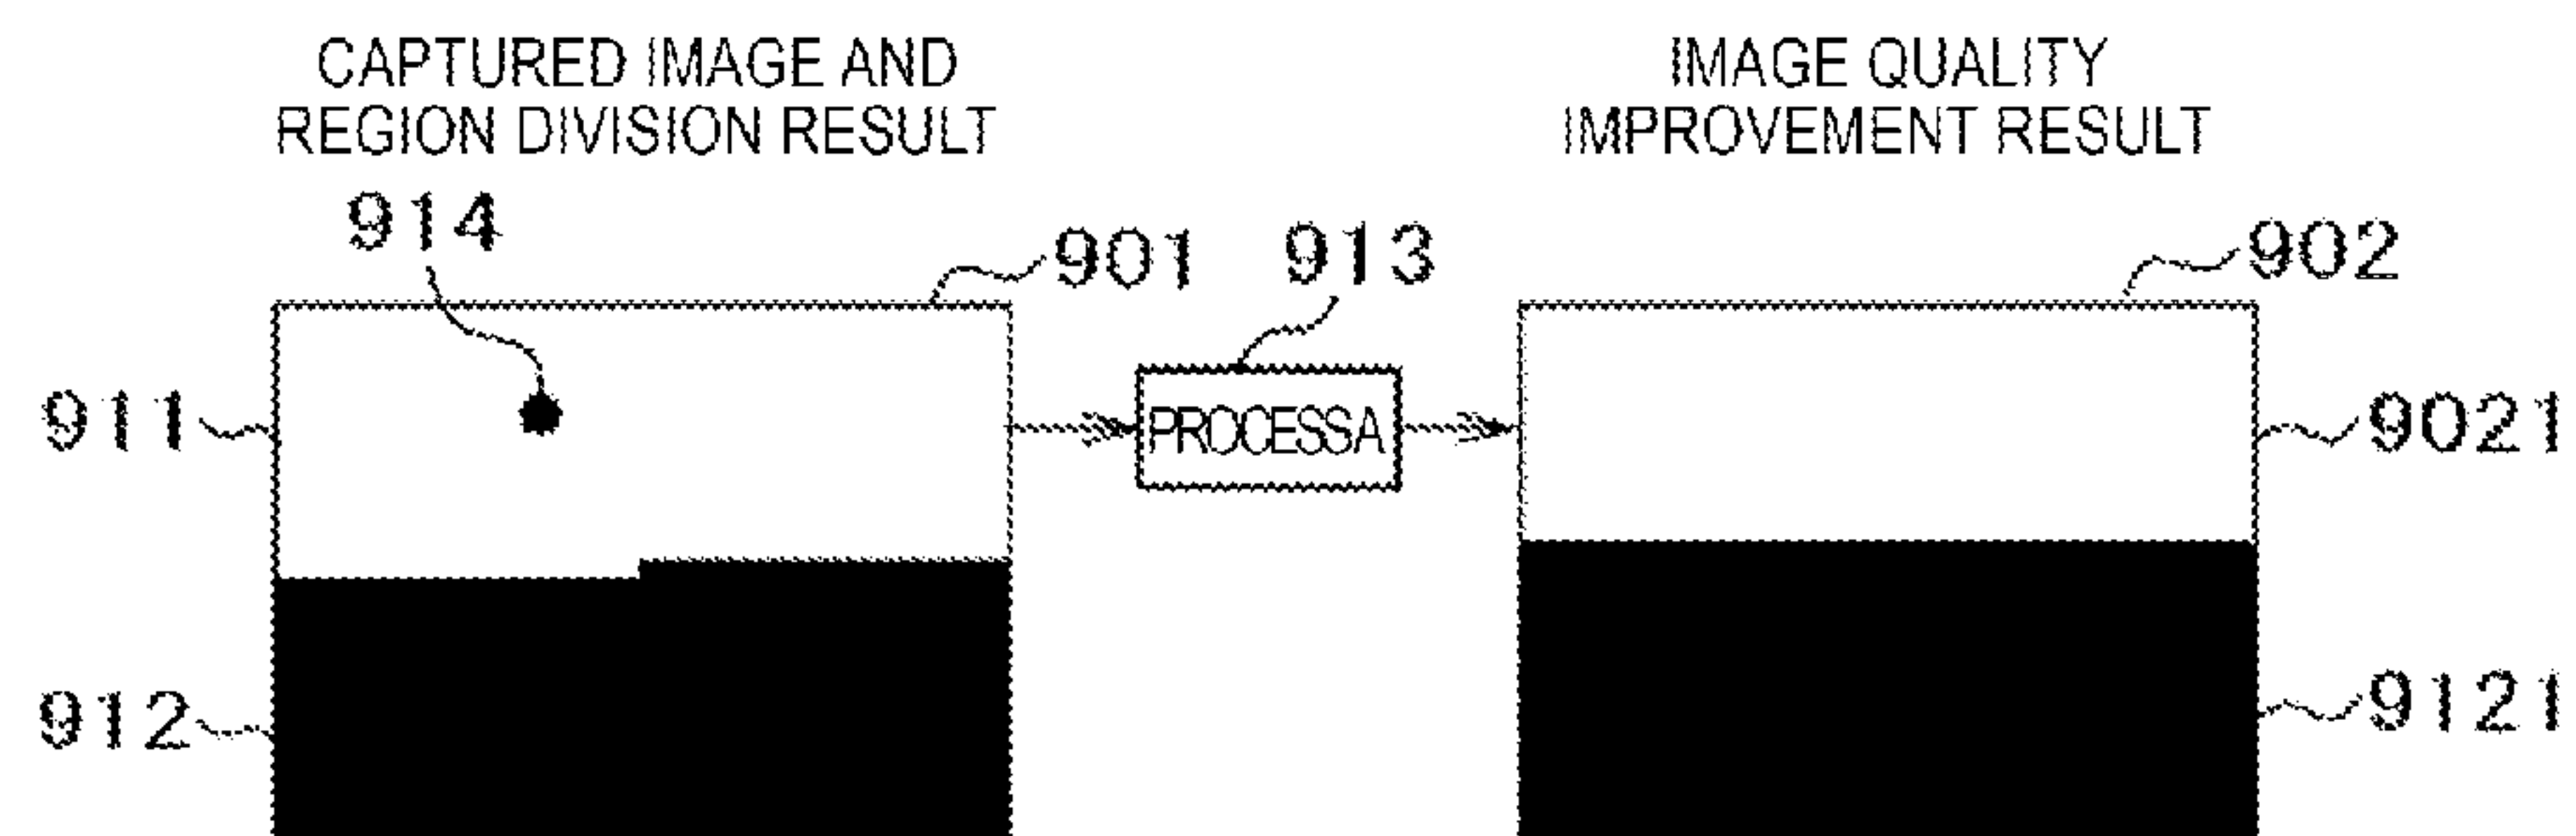 CAPTURED IMAGE AND
REGION DIVISION RESULT
IMAGE QUALITY
IMPROVEMENT RESULT
914
901
913
902
911
PROCESSA
9021
912
9121